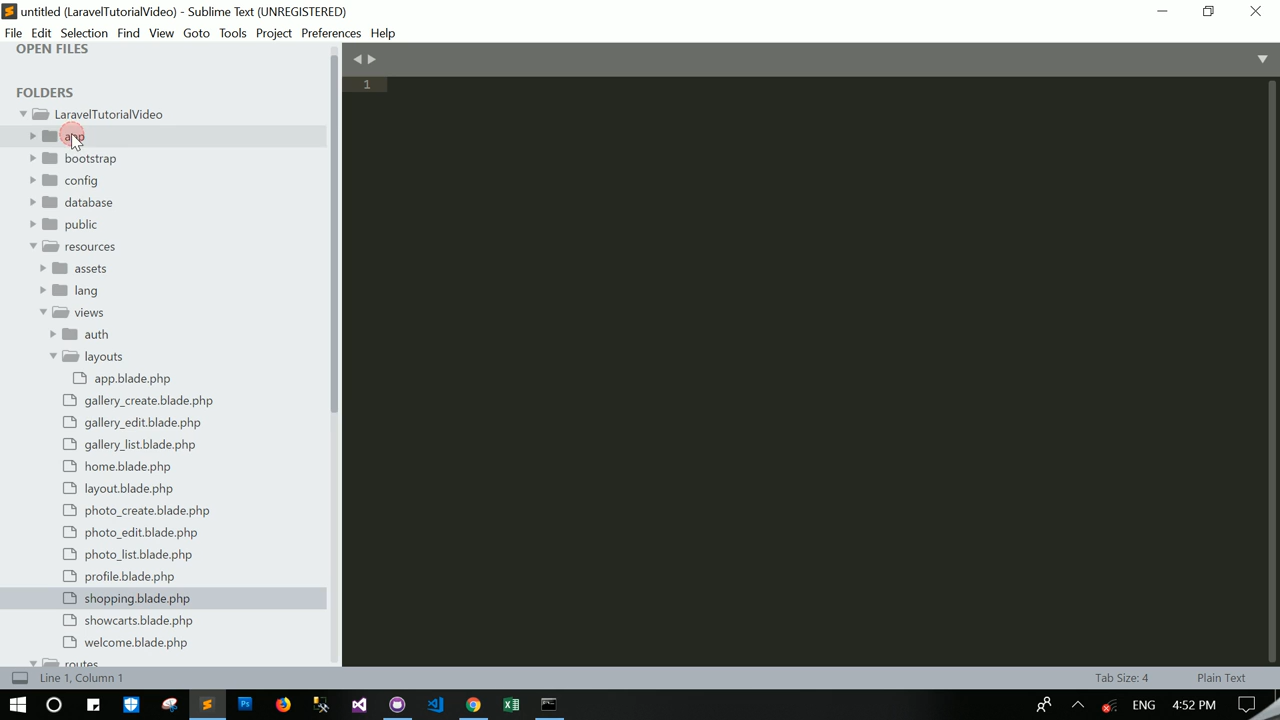 untitled (LaravelTutorialVideo) - Sublime Text (UNREGISTERED)
File Edit Selection Find View Goto Tools Project Preferences Help
OPEN FILES
FOLDERS
LaravelTutorialVideo
app
bootstrap
config
database
public
resources
assets
lang
views
auth
layouts
app.blade.php
gallery_create.blade.php
gallery_edit.blade.php
gallery_list.blade.php
home.blade.php
layout.blade.php
photo_create.blade.php
photo_edit.blade.php
photo_list.blade.php
profile.blade.php
shopping.blade.php
showcarts.blade.php
welcome.blade.php
routes
1
Line 1, Column 1
Tab Size: 4
Plain Text
ENG
4:52 PM